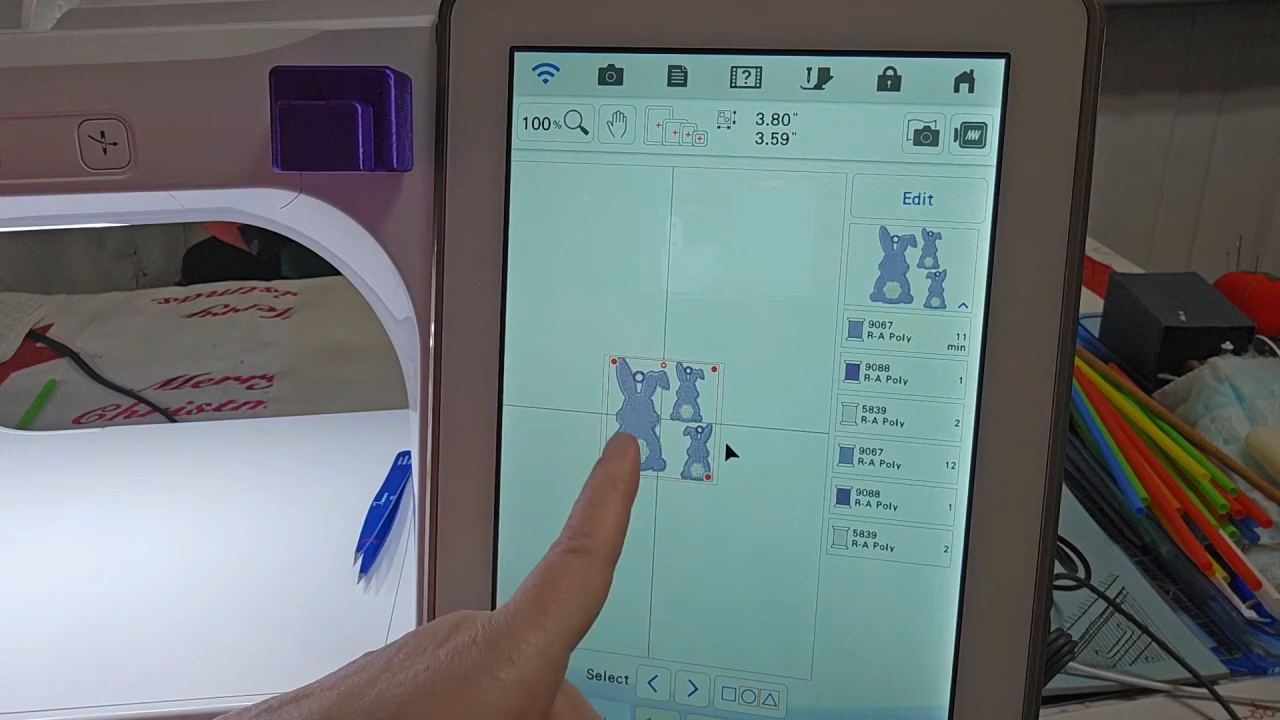 100%
3.80"
3.59"
Edit
9067
R-A Poly
11
min
9088
R-A Poly
1
5839
R-A Poly
2
9067
R-A Poly
12
9088
R-A Poly
1
5839
R-A Poly
2
Select
Merry
Christm